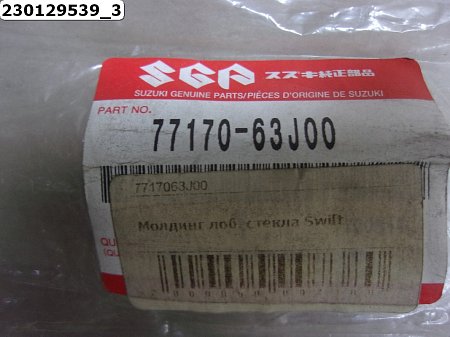 230129539_3
SGP スズキ純正部品
SUZUKI GENUINE PARTS/PIÈCES D'ORIGINE DE SUZUKI
PART NO.
77170-63J00
7717063J00
Молдинг лоб. стекла Swift